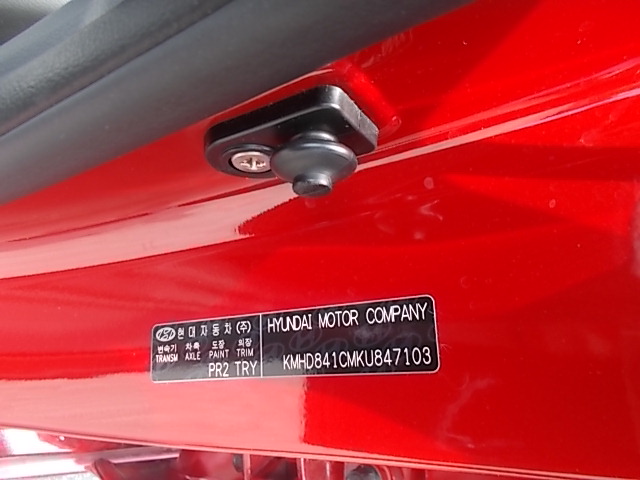 현대자동차(주)
변속기 차축 도장 외장
TRANSM AXLE PAINT TRIM
PR2 TRY
HYUNDAI MOTOR COMPANY
KMHD841CMKU847103